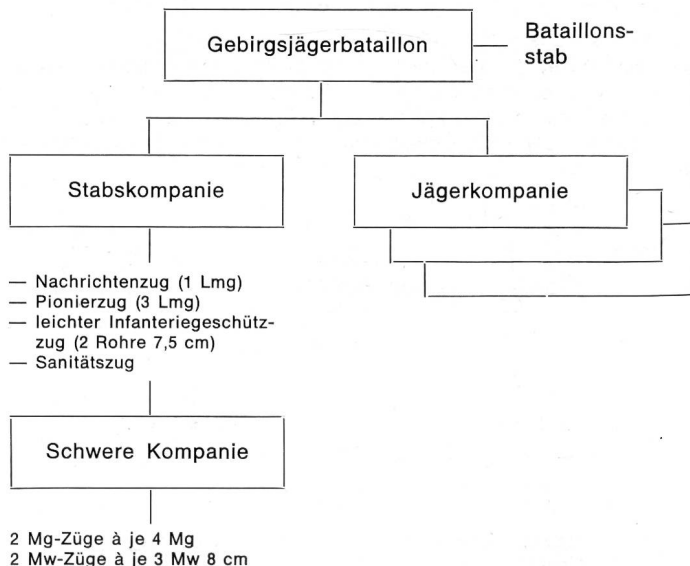 Gebirgsjägerbataillon
Bataillons-
stab
Stabskompanie
Jägerkompanie
— Nachrichtenzug (1 Lmg)
— Pionierzug (3 Lmg)
— leichter Infanteriegeschütz-
zug (2 Rohre 7,5 cm)
— Sanitätszug
Schwere Kompanie
2 Mg-Züge à je 4 Mg
2 Mw-Züge à je 3 Mw 8 cm